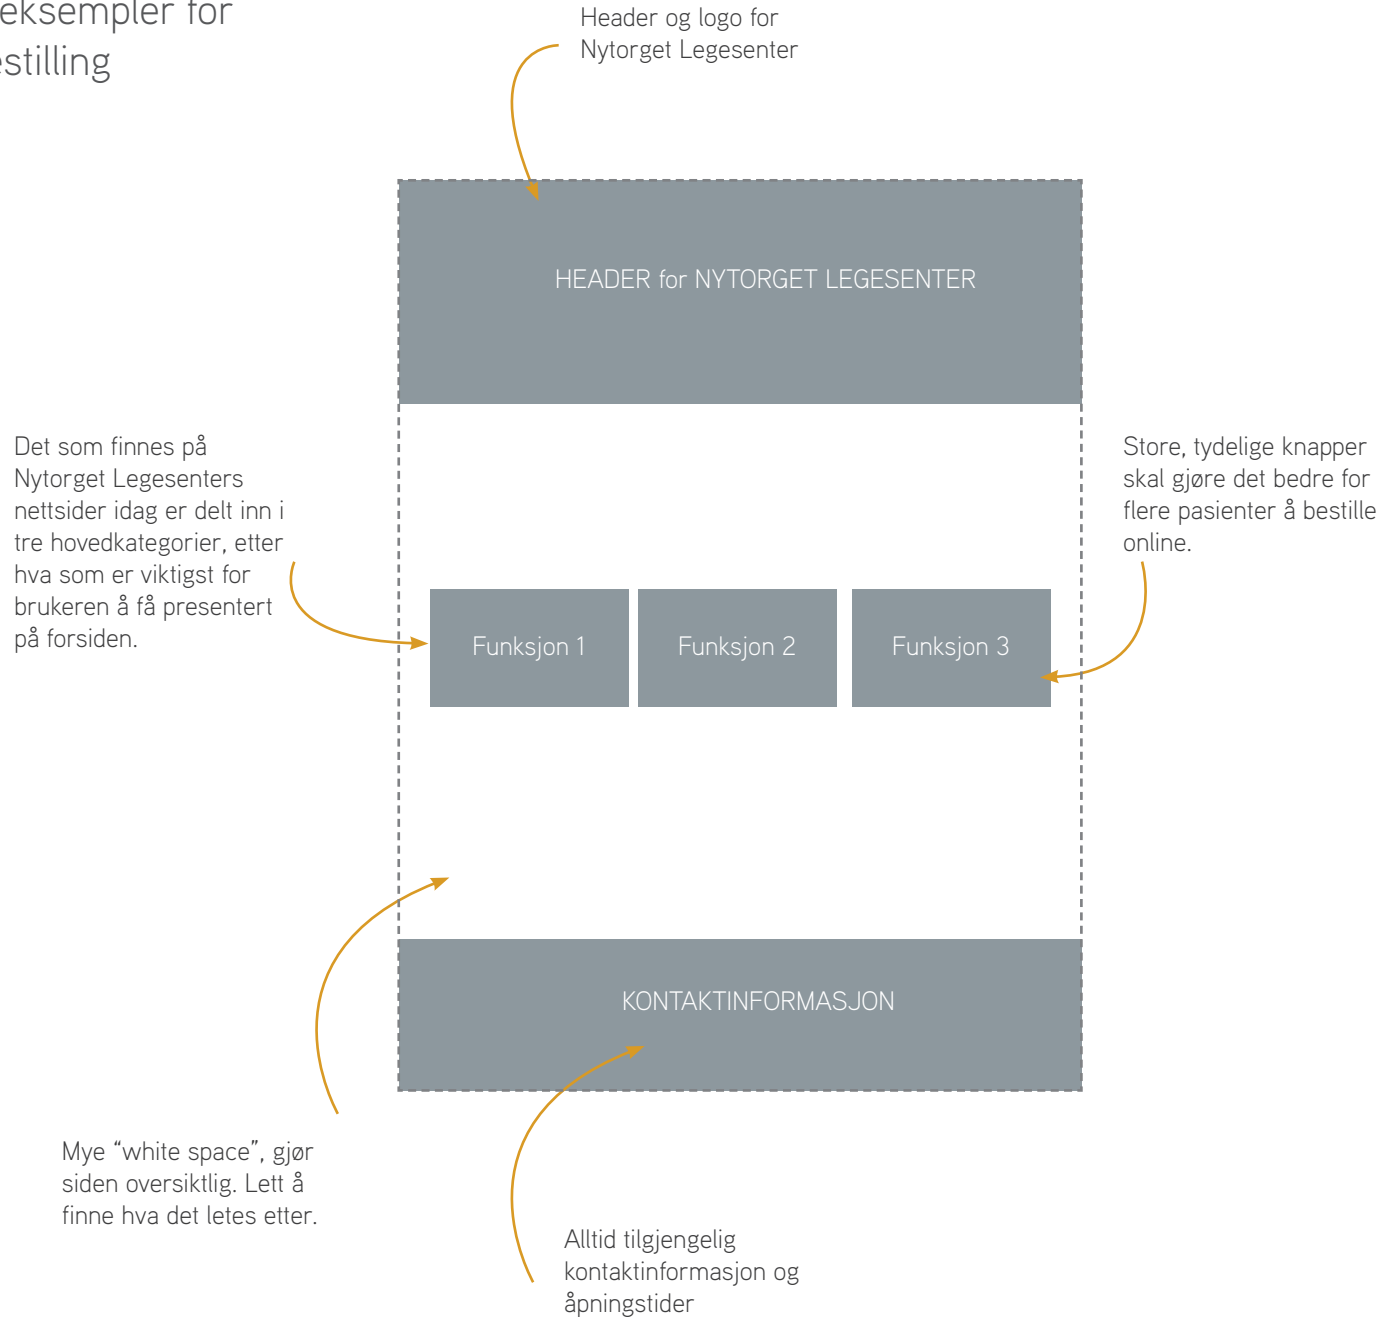 eksempler for
estilling
Header og logo for
Nytorget Legesenter
HEADER for NYTORGET LEGESENTER
Det som finnes på
Nytorget Legesenters
nettsider idag er delt inn i
tre hovedkategorier, etter
hva som er viktigst for
brukeren å få presentert
på forsiden.
Store, tydelige knapper
skal gjøre det bedre for
flere pasienter å bestille
online.
Funksjon 1
Funksjon 2
Funksjon 3
KONTAKTINFORMASJON
Mye “white space”, gjør
siden oversiktlig. Lett å
finne hva det letes etter.
Alltid tilgjengelig
kontaktinformasjon og
åpningstider